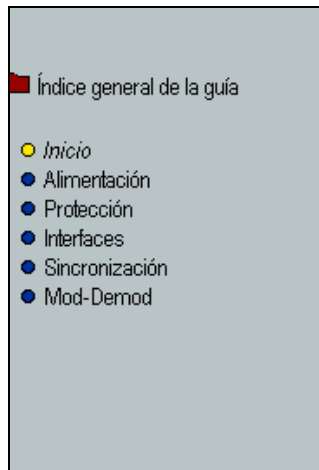 Índice general de la guía
Inicio
Alimentación
Protección
Interfaces
Sincronización
Mod-Demod